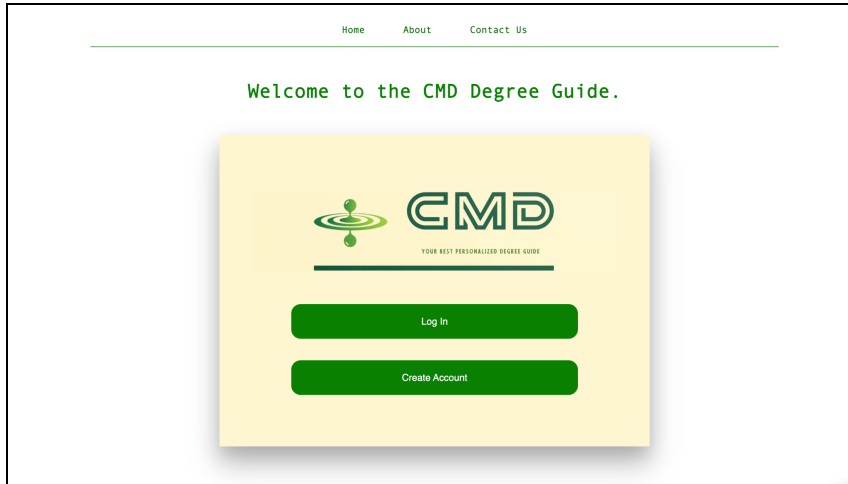 Home About Contact Us
Welcome to the CMD Degree Guide.
CMD
YOUR BEST PERSONALIZED DEGREE GUIDE
Log In
Create Account